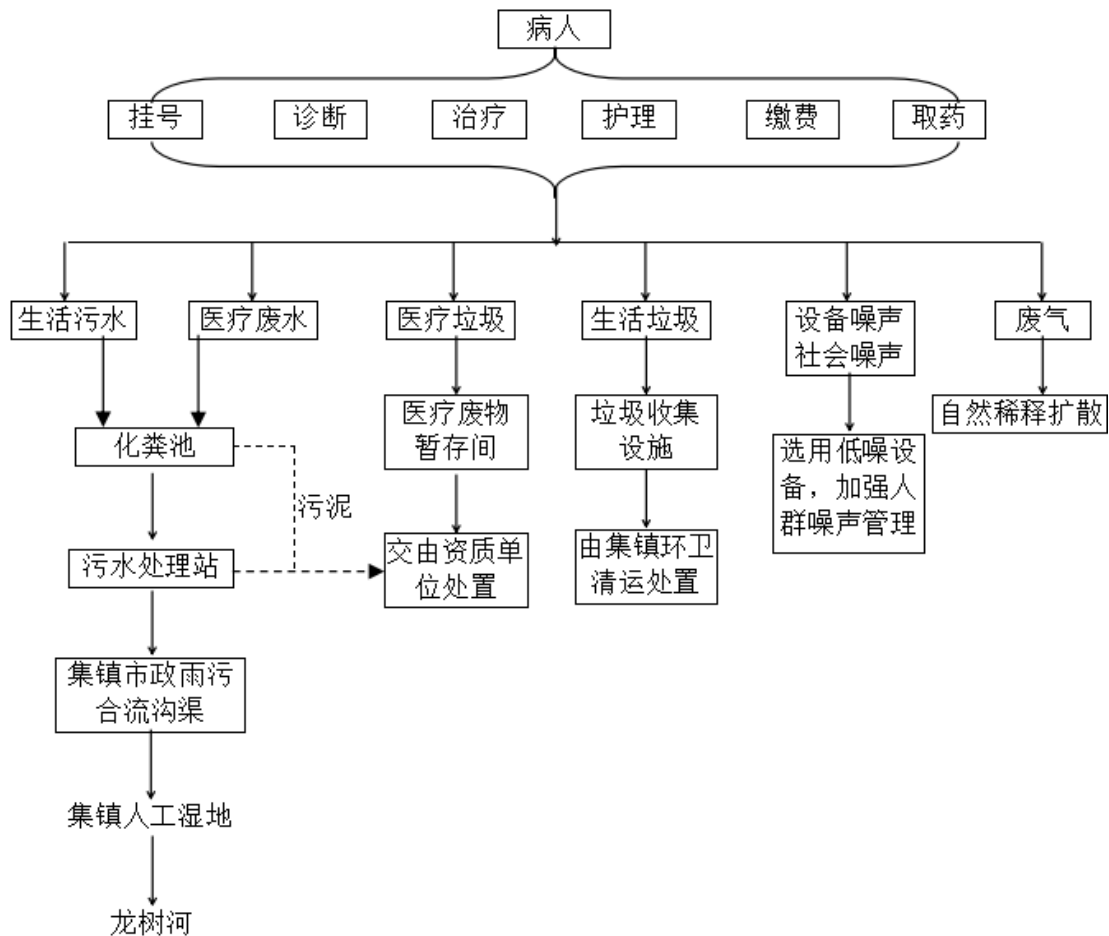 病人
挂号
诊断
治疗
护理
缴费
取药
生活污水
医疗废水
医疗垃圾
生活垃圾
设备噪声
社会噪声
废气
化粪池
医疗废物
暂存间
垃圾收集
设施
自然稀释扩散
选用低噪设
备，加强人
群噪声管理
污泥
污水处理站
交由资质单
位处置
由集镇环卫
清运处置
集镇市政雨污
合流沟渠
集镇人工湿地
龙树河